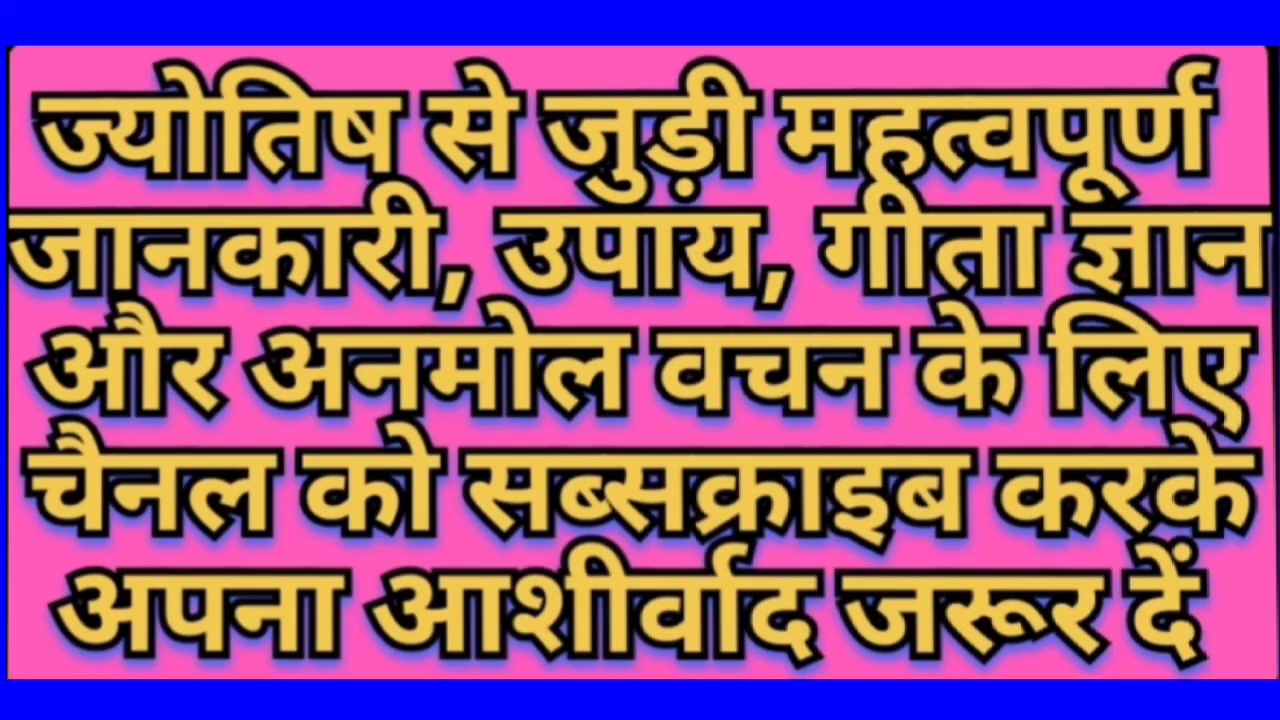 ज्योतिष से जुड़ी महत्वपूर्ण
जानकारी, उपाय, गीता ज्ञान
और अनमोल वचन के लिए
चैनल को सब्सक्राइब करके
अपना आशीर्वाद जरूर दें